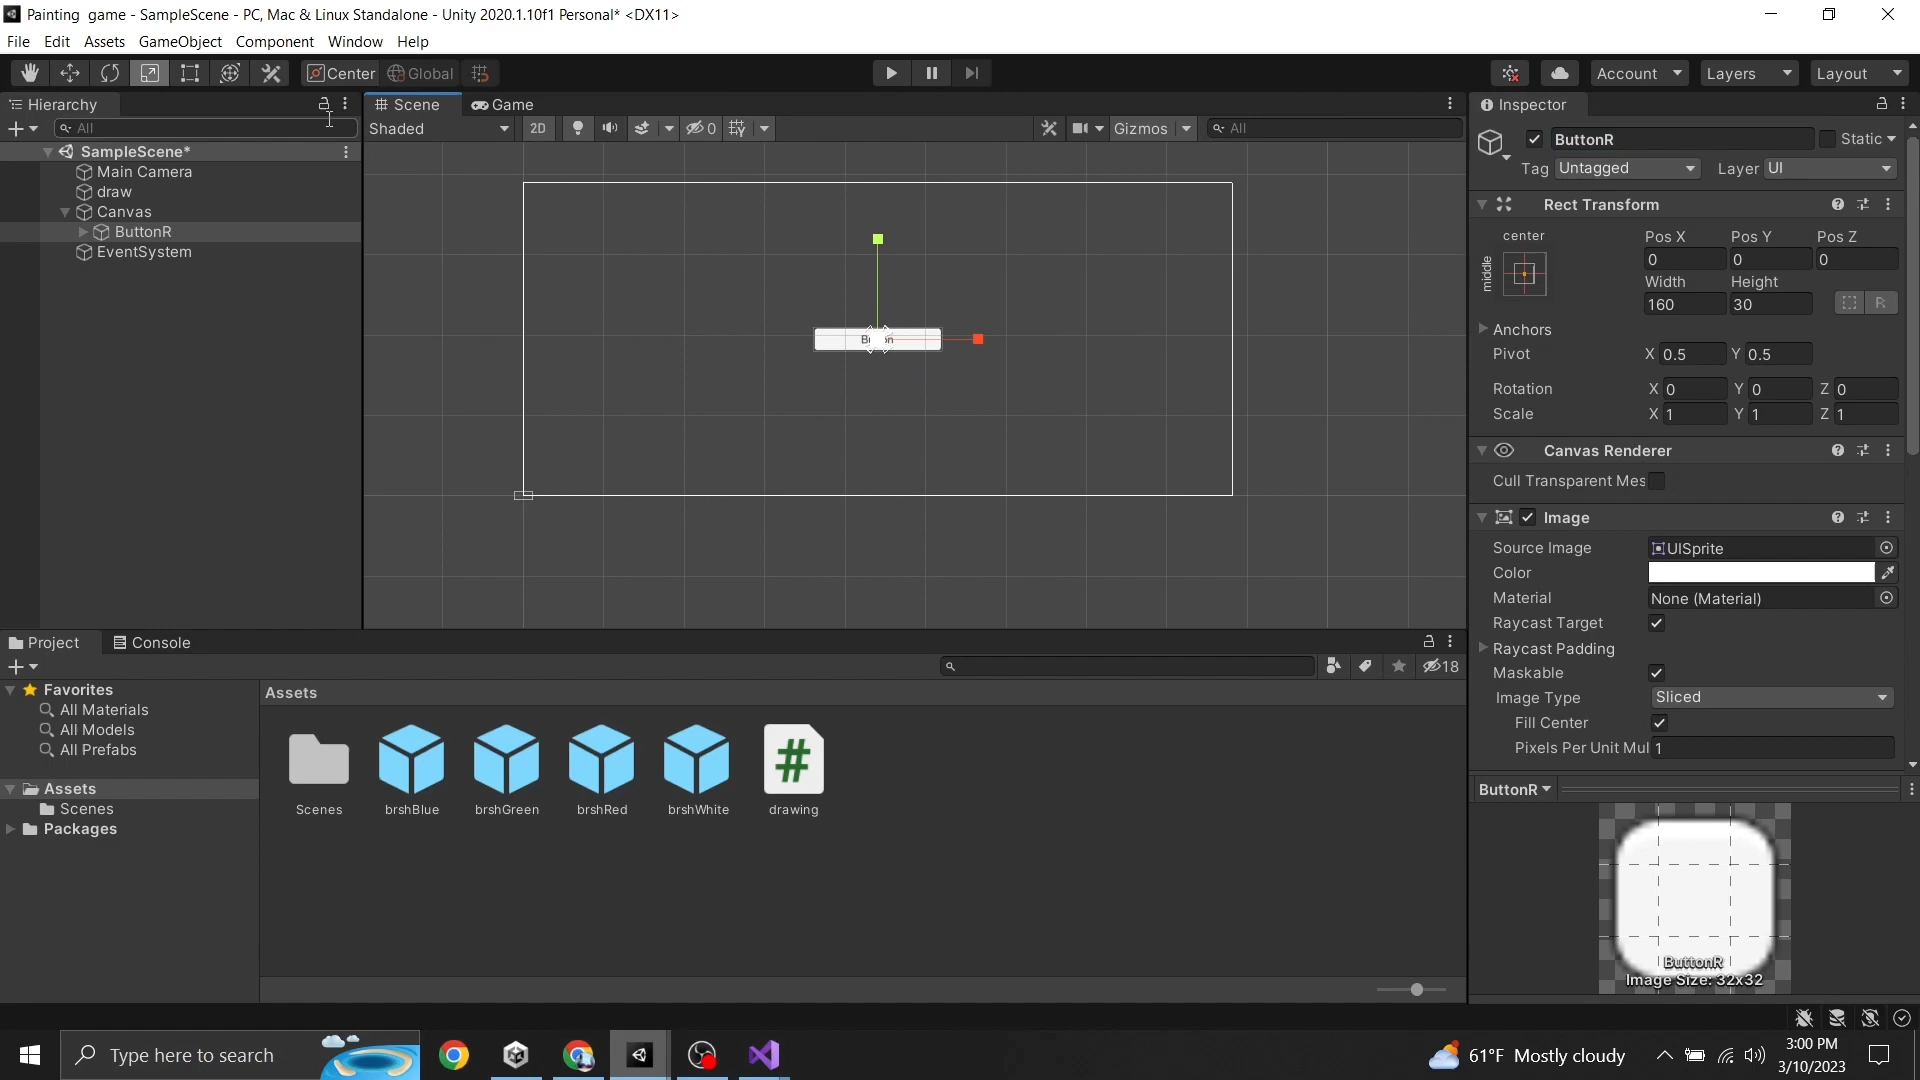 Painting game - SampleScene - PC, Mac & Linux Standalone - Unity 2020.1.10f1 Personal* <DX11>
File Edit Assets GameObject Component Window Help
Center Global Account Layers Layout
Hierarchy
All
SampleScene*
Main Camera
draw
Canvas
ButtonR
EventSystem
Scene Game
Shaded 2D 0 Gizmos All
Button
Inspector
ButtonR Static
Tag Untagged Layer UI
Rect Transform
center
middle
Pos X Pos Y Pos Z
0 0 0
Width Height
160 30 R
Anchors
Pivot X 0.5 Y 0.5
Rotation X 0 Y 0 Z 0
Scale X 1 Y 1 Z 1
Canvas Renderer
Cull Transparent Mes
Image
Source Image UISprite
Color
Material None (Material)
Raycast Target
Raycast Padding
Maskable
Image Type Sliced
Fill Center
Pixels Per Unit Mul 1
ButtonR
ButtonR
Image Size: 32x32
Project Console
18
Favorites
All Materials
All Models
All Prefabs
Assets
Scenes
Packages
Assets
Scenes brshBlue brshGreen brshRed brshWhite drawing
Type here to search
61°F Mostly cloudy
3:00 PM
3/10/2023